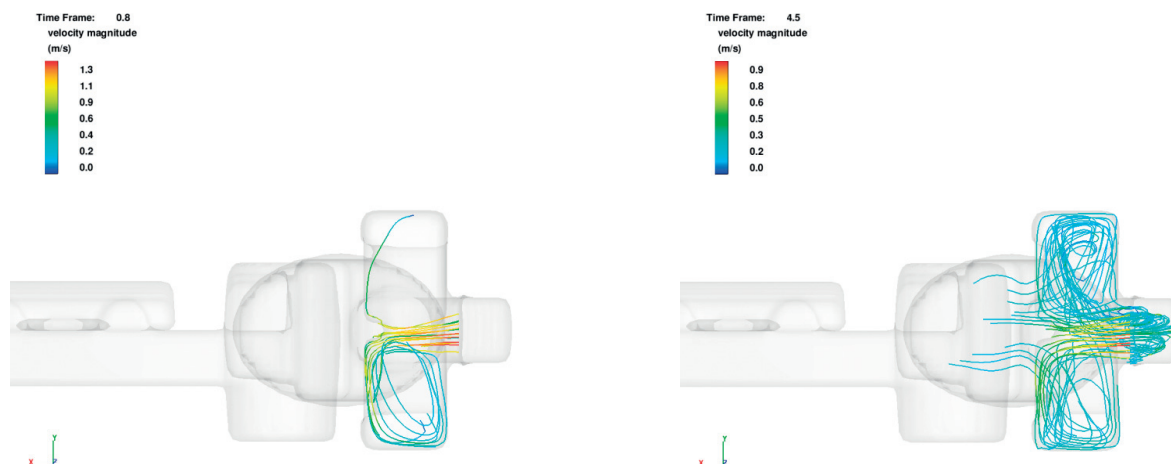 Time Frame: 0.8
velocity magnitude
(m/s)
1.3
1.1
0.9
0.6
0.4
0.2
0.0
Y
X
Z
Time Frame: 4.5
velocity magnitude
(m/s)
0.9
0.8
0.6
0.5
0.3
0.2
0.0
Y
X
Z